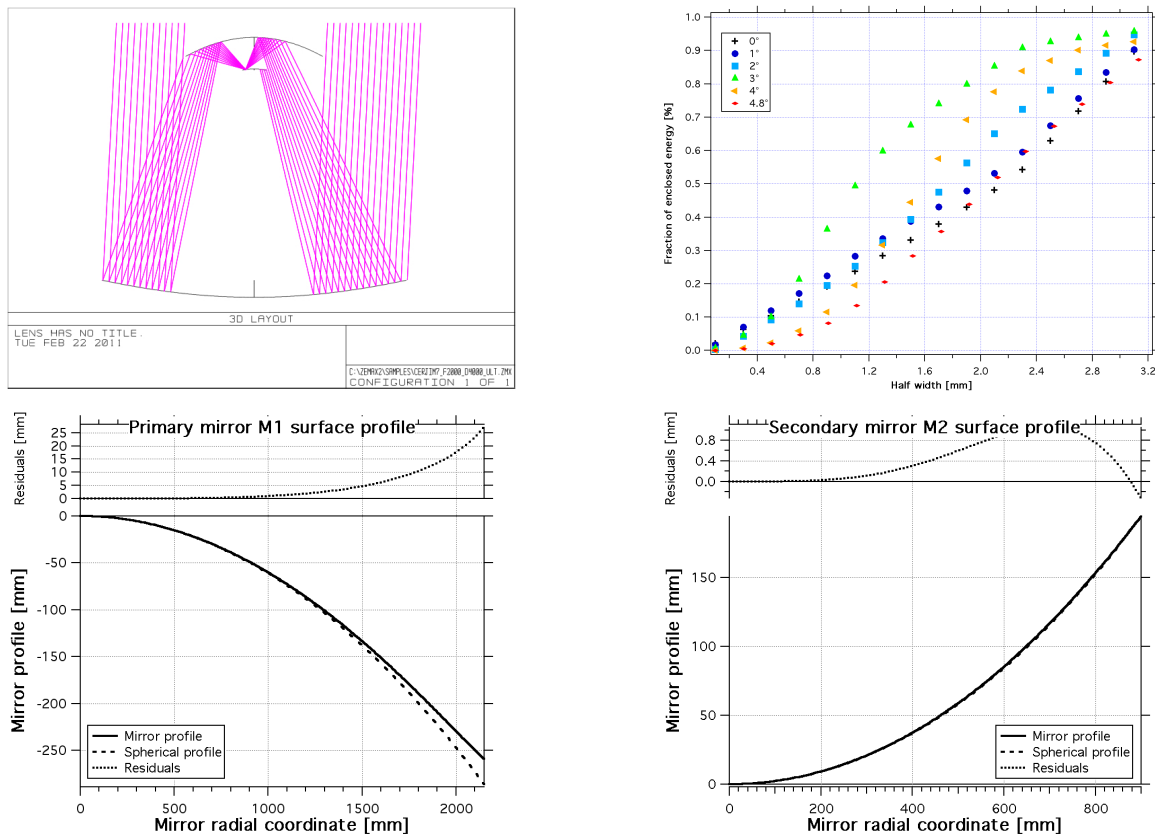 3D LAYOUT
LENS HAS NO TITLE.
TUE FEB 22 2011
C:\ZEMAX2\SAMPLES\CERIIM7_F2000_DM000_ULT.ZMX
CONFIGURATION 1 OF 1
Fraction of enclosed energy [%]
0.9
0.8
0.7
0.6
0.5
0.4
0.3
0.2
0.1
0.0
0°
1°
2°
3°
4°
4.8°
0.4
0.8
1.2
1.6
2.0
2.4
2.8
3.2
Half width [mm]
Primary mirror M1 surface profile
Residuals [mm]
25
20
15
10
5
0
Mirror profile [mm]
0
-50
-100
-150
-200
-250
Mirror profile
Spherical profile
Residuals
0
500
1000
1500
2000
Mirror radial coordinate [mm]
Secondary mirror M2 surface profile
Residuals [mm]
0.8
0.4
0.0
Mirror profile [mm]
150
100
50
0
Mirror profile
Spherical profile
Residuals
0
200
400
600
800
Mirror radial coordinate [mm]